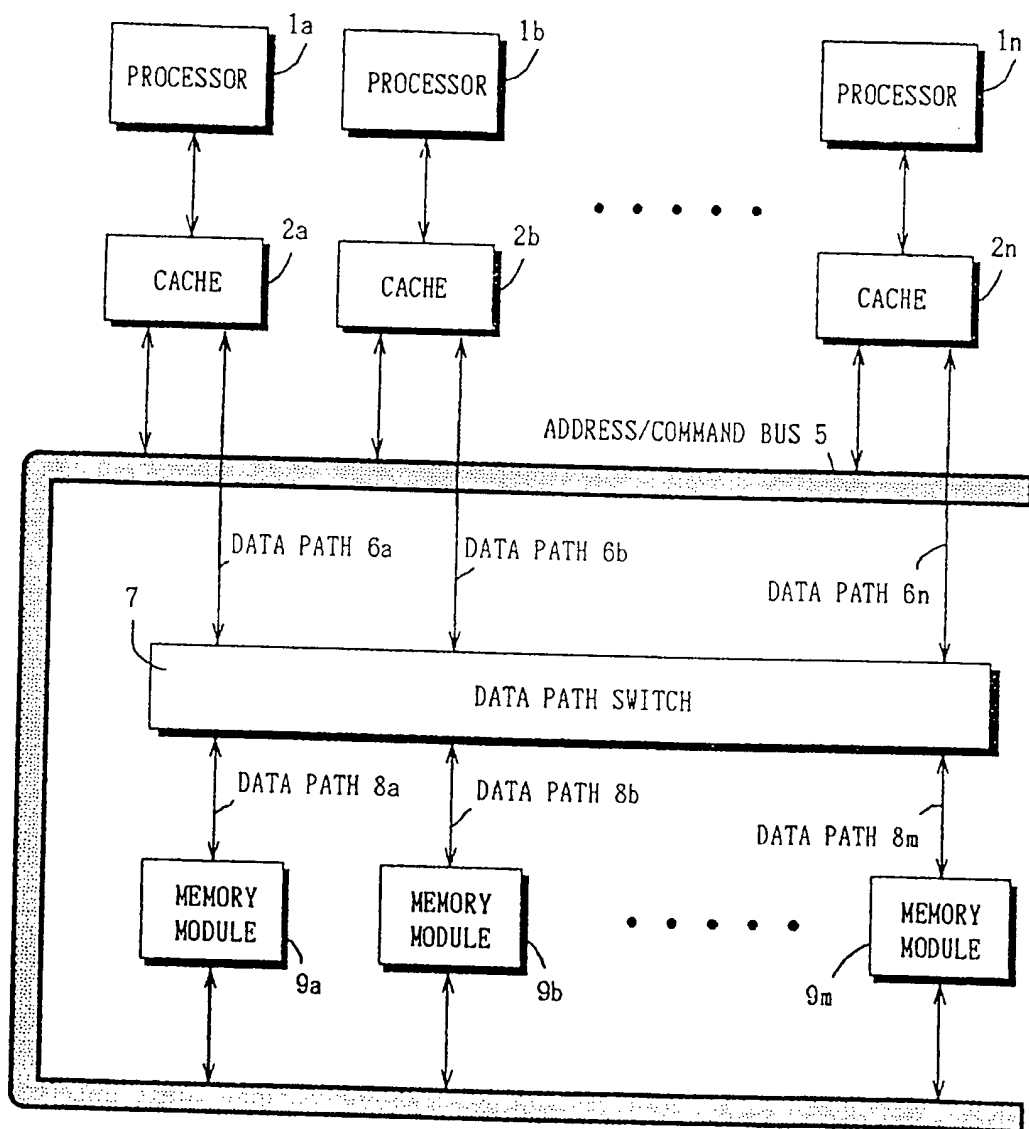 1a
1b
1n
PROCESSOR
PROCESSOR
PROCESSOR
2a
2b
2n
CACHE
CACHE
CACHE
ADDRESS/COMMAND BUS 5
DATA PATH 6a
DATA PATH 6b
DATA PATH 6n
7
DATA PATH SWITCH
DATA PATH 8a
DATA PATH 8b
DATA PATH 8m
MEMORY
MODULE
MEMORY
MODULE
MEMORY
MODULE
9a
9b
9m